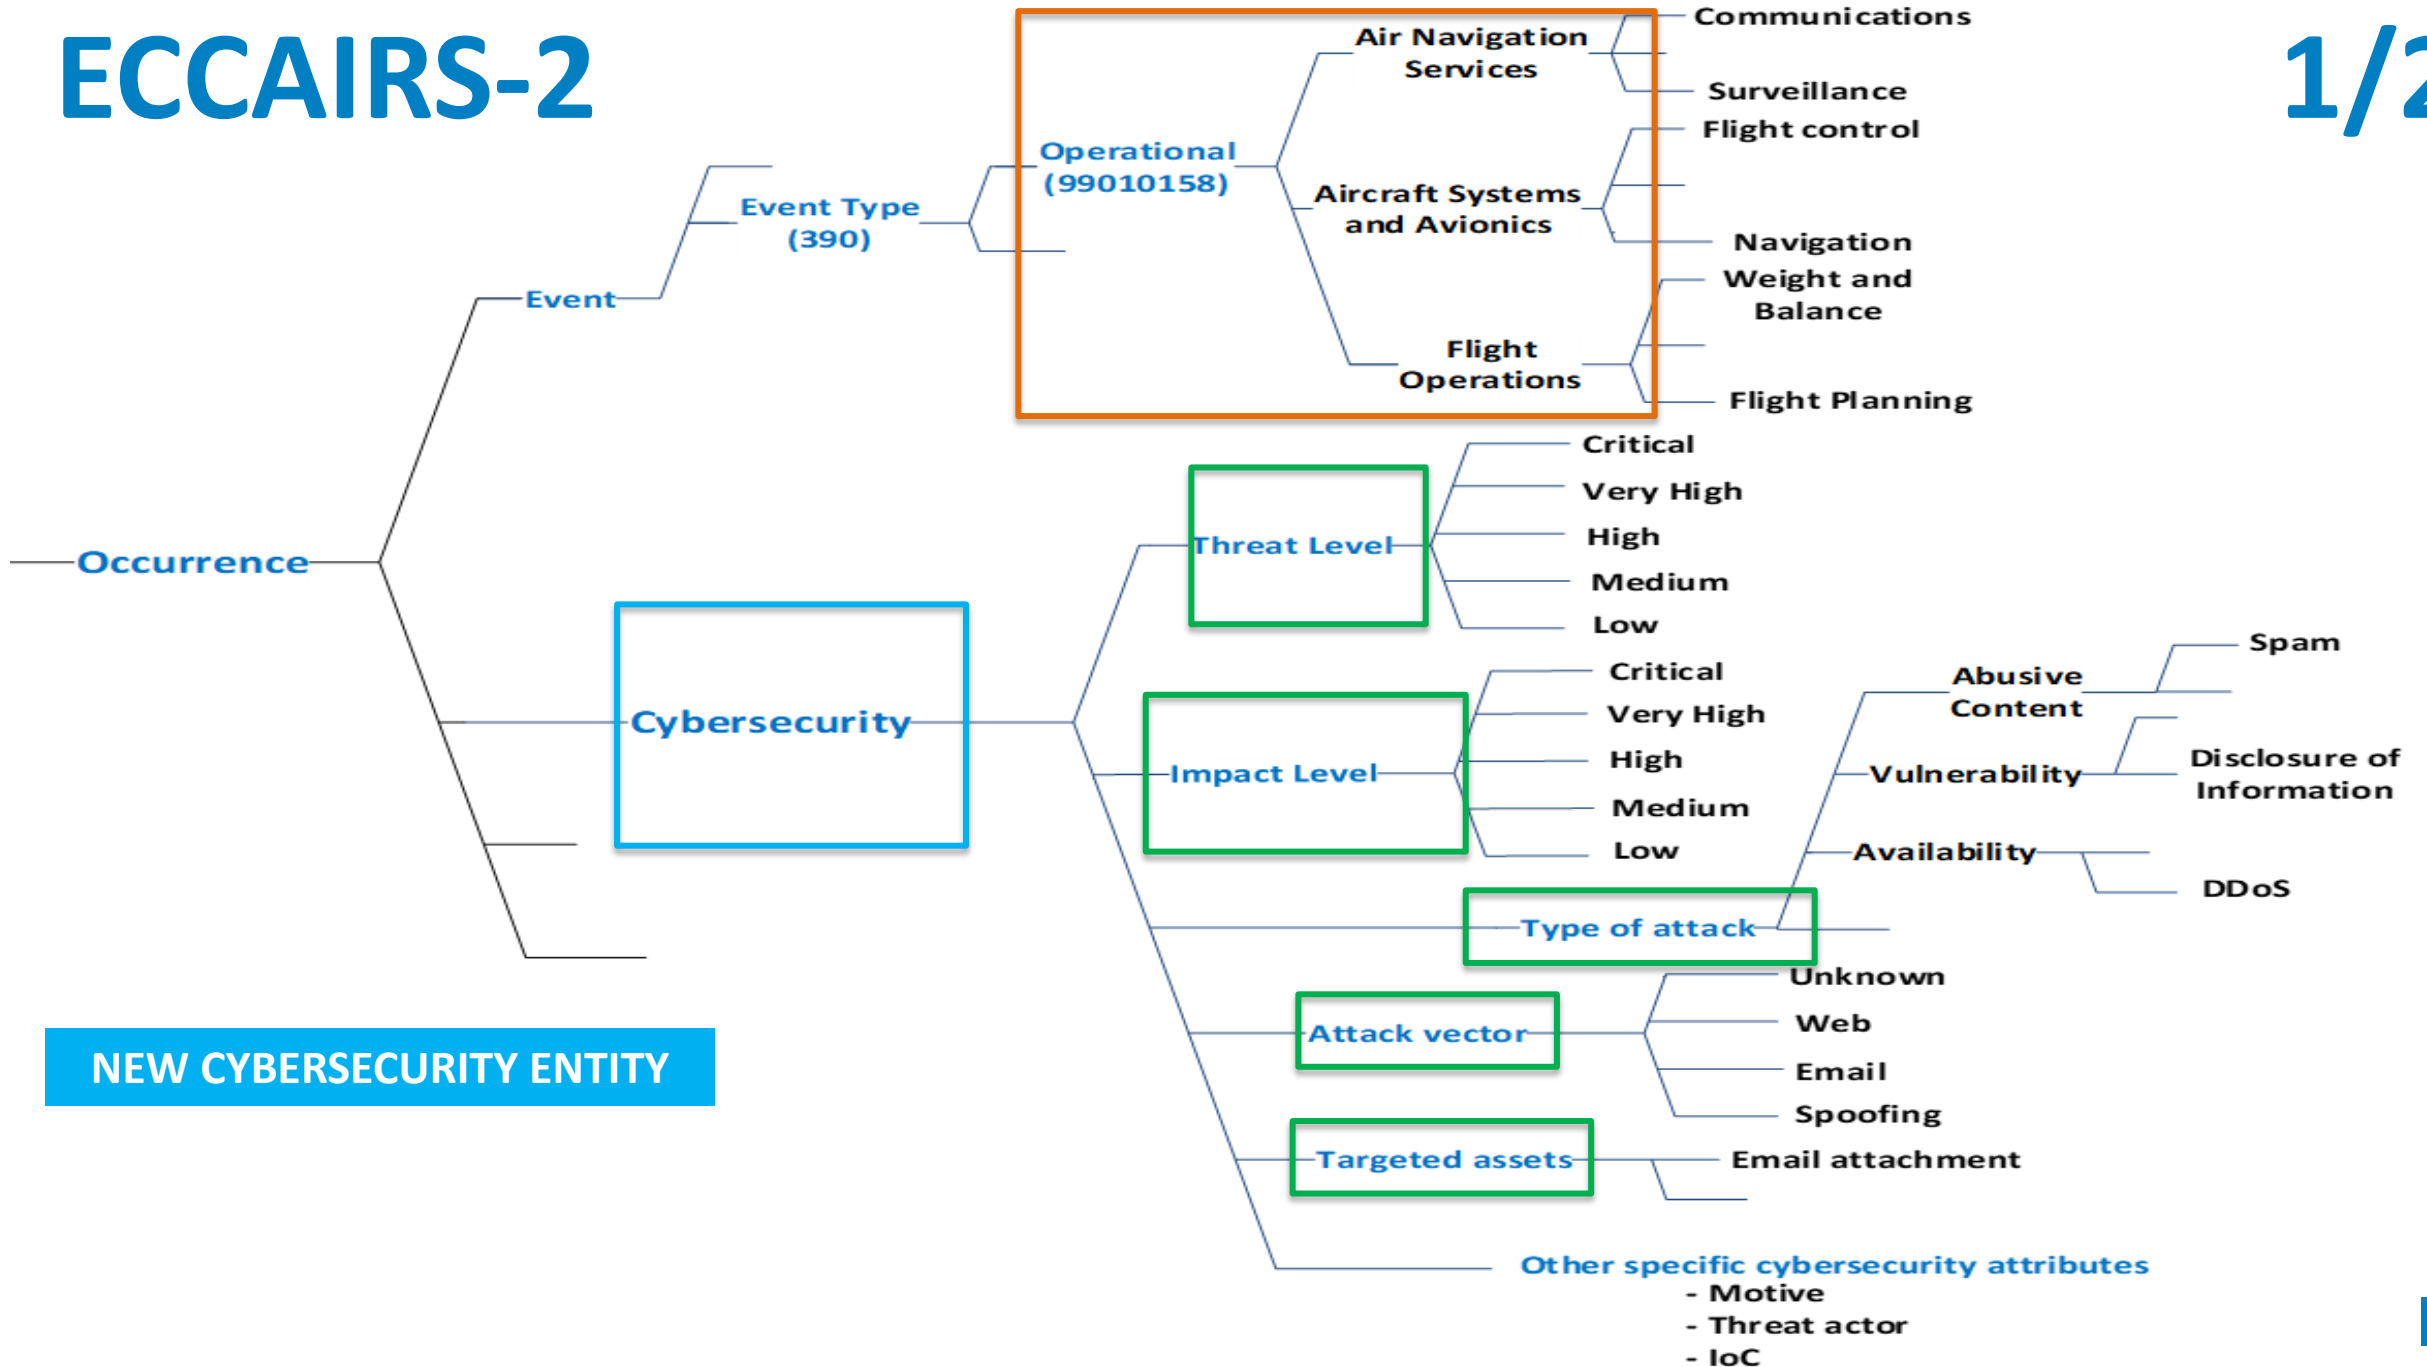 ECCAIRS-2
1/2
Communications
Air Navigation
Services
Surveillance
Flight control
Operational
(99010158)
Aircraft Systems
and Avionics
Event Type
(390)
Navigation
Weight and
Balance
Event
Flight
Operations
Flight Planning
Critical
Very High
High
Threat Level
Medium
Low
Occurrence
Cybersecurity
Critical
Very High
High
Impact Level
Medium
Low
Spam
Abusive
Content
Disclosure of
Information
Vulnerability
Availability
DDoS
Type of attack
Unknown
Web
Attack vector
Email
Spoofing
NEW CYBERSECURITY ENTITY
Targeted assets
Email attachment
Other specific cybersecurity attributes
- Motive
- Threat actor
- IoC